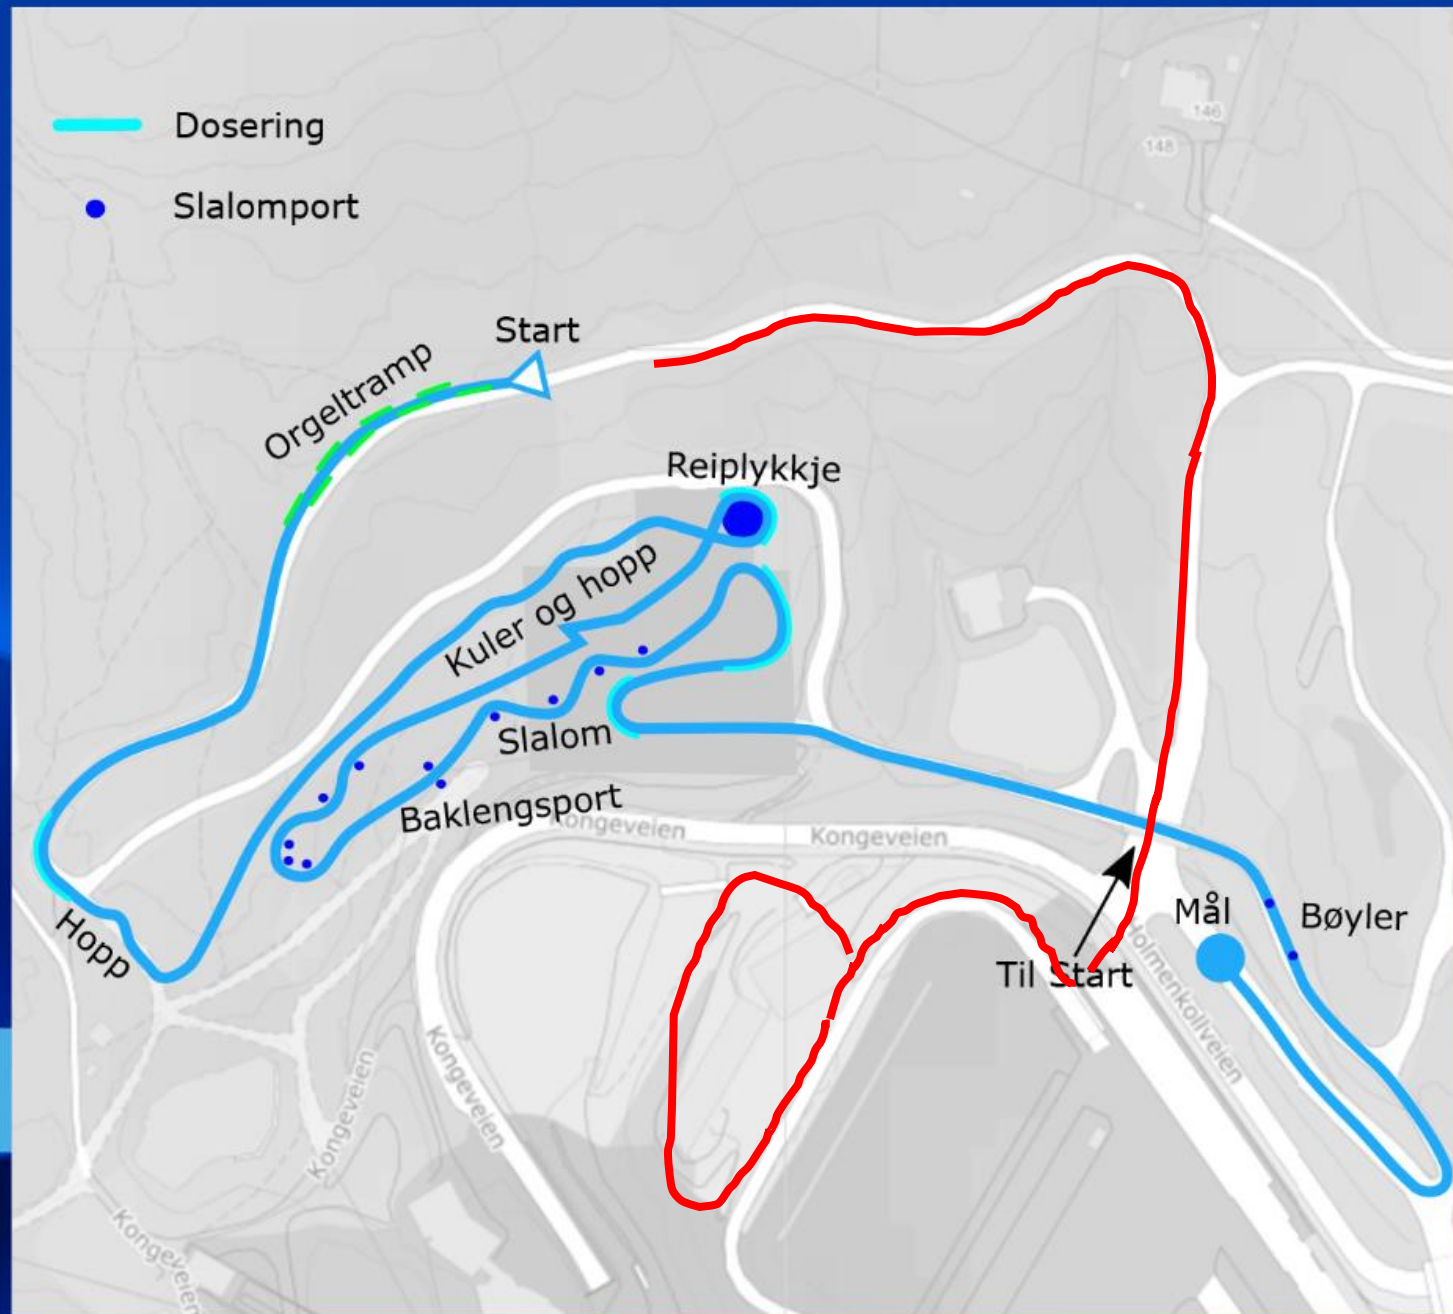 Dosering
Slalomport
146
148
Start
Orgeltramp
Reiplykkje
Kuler og hopp
Slalom
Baklengsport
Kongeveien
Kongeveien
Hopp
Mål
Bøyler
Til Start
Holmenkollveien
Kongeveien
Kongeveien
Kongeveien